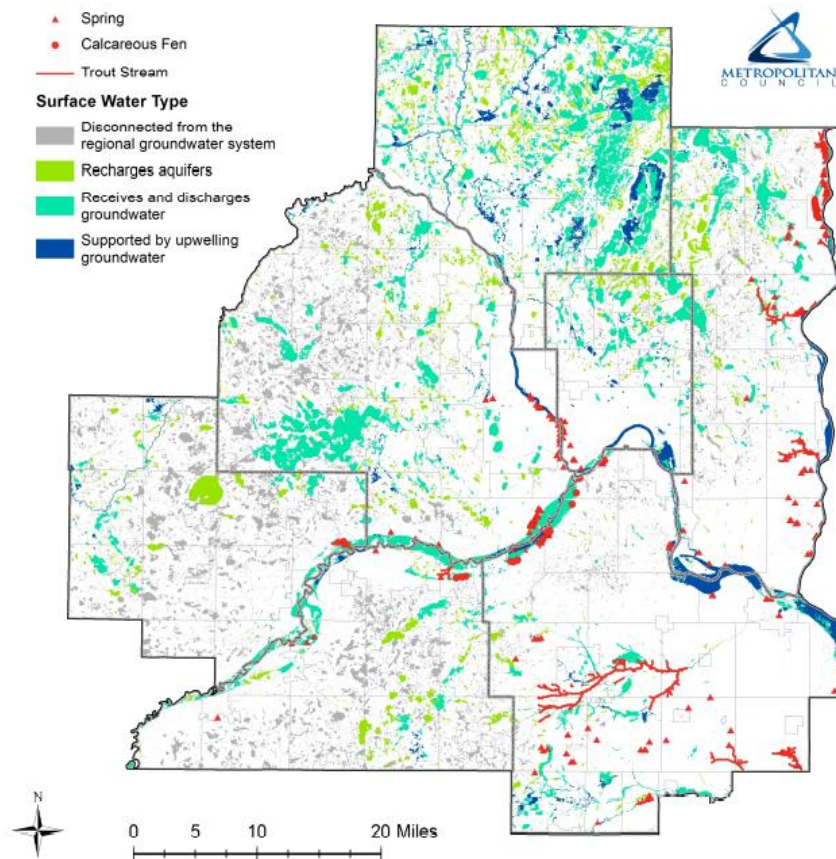 Spring
Calcareous Fen
Trout Stream
Surface Water Type
Disconnected from the
regional groundwater system
Recharges aquifers
Receives and discharges
groundwater
Supported by upwelling
groundwater
METROPOLITAN
COUNCIL
N
0 5 10 20 Miles